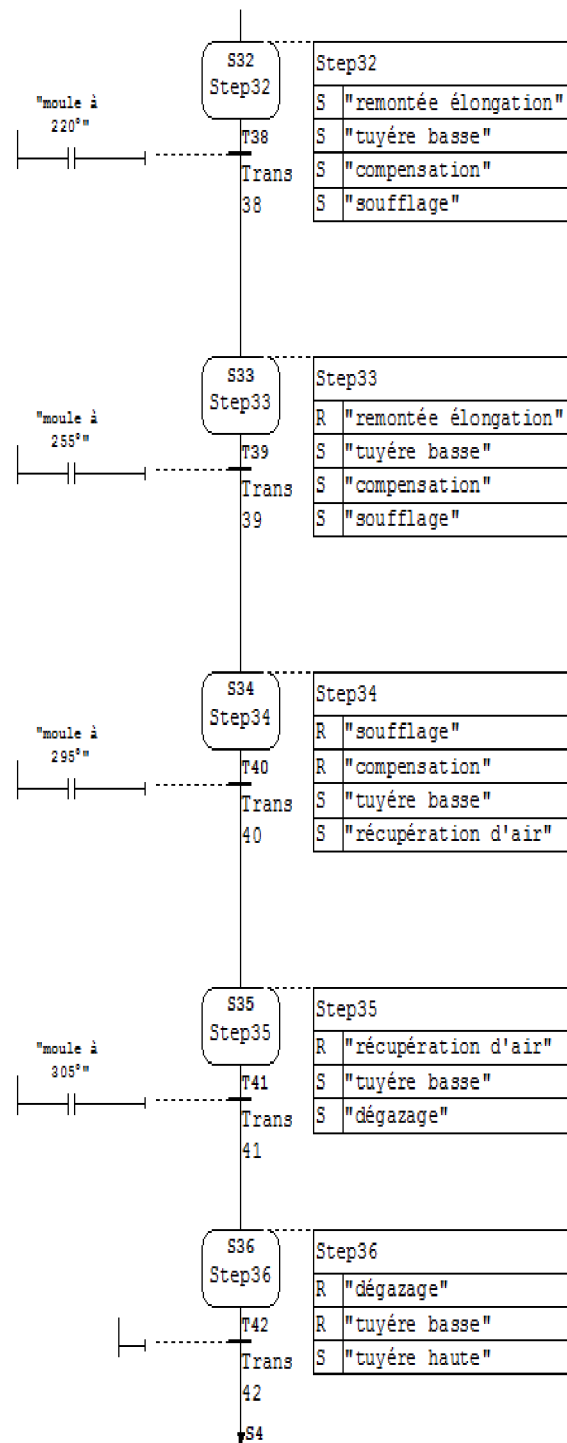 S32
Step32
Step32
S "remontée élongation"
"moule à
220°"
S "tuyére basse"
T38
Trans
38
S "compensation"
S "soufflage"
S33
Step33
Step33
R "remontée élongation"
"moule à
255°"
S "tuyére basse"
T39
Trans
39
S "compensation"
S "soufflage"
S34
Step34
Step34
R "soufflage"
"moule à
295°"
R "compensation"
T40
Trans
40
S "tuyére basse"
S "récupération d'air"
S35
Step35
Step35
R "récupération d'air"
"moule à
305°"
S "tuyére basse"
T41
Trans
41
S "dégazage"
S36
Step36
Step36
R "dégazage"
T42
Trans
42
R "tuyére basse"
S "tuyére haute"
S4